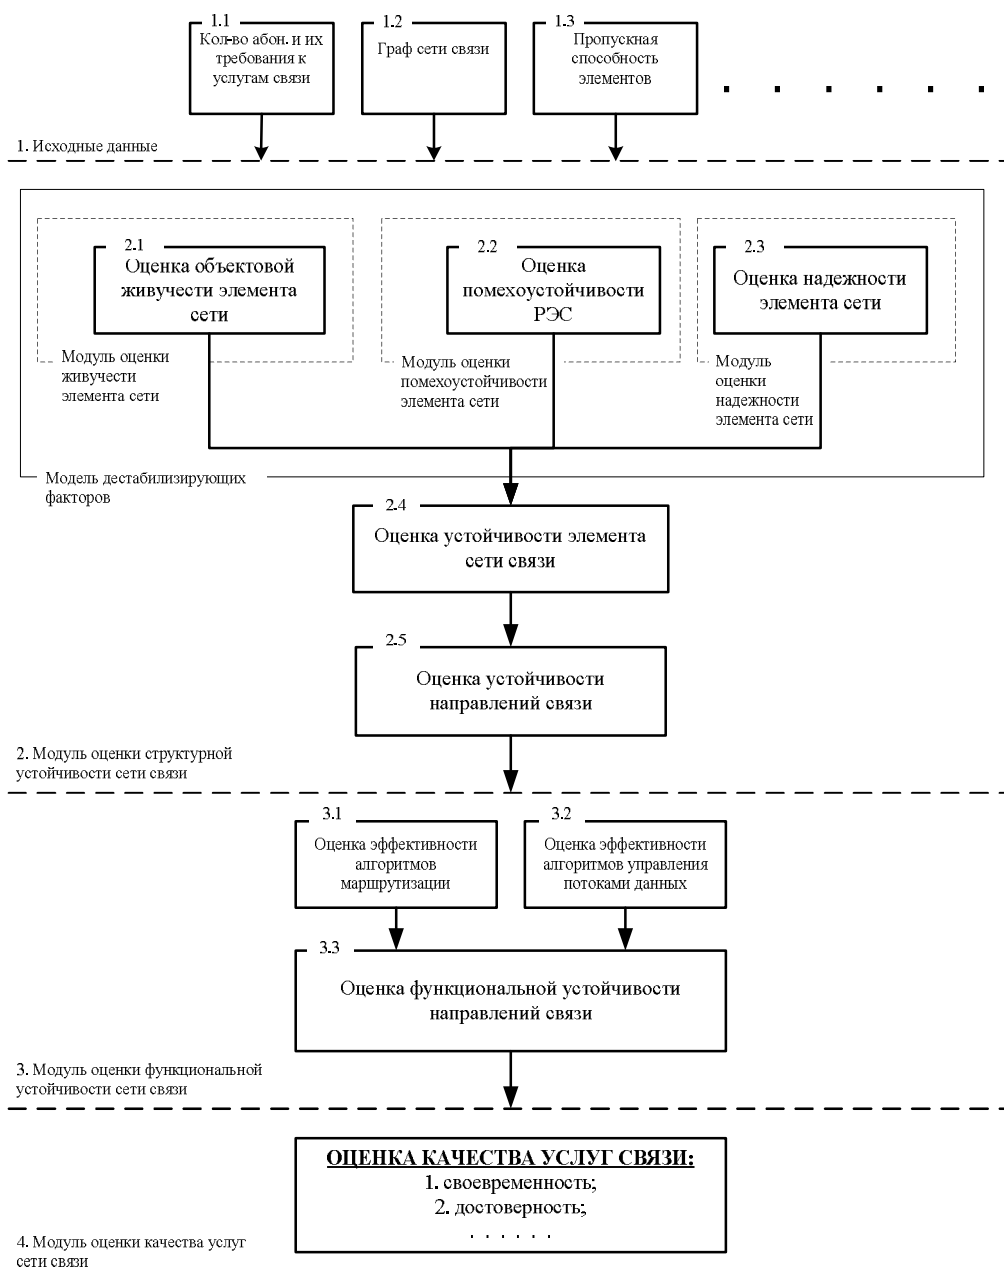 1.1
Кол-во абон. и их
требования к
услугам связи
1.2
Граф сети связи
1.3
Пропускная
способность
элементов
. . . . . .
1. Исходные данные
2.1
Оценка объектовой
живучести элемента
сети
2.2
Оценка
помехоустойчивости
РЭС
2.3
Оценка надежности
элемента сети
Модуль оценки
живучести
элемента сети
Модуль оценки
помехоустойчивости
элемента сети
Модуль
оценки
надежности
элемента сети
Модель дестабилизирующих
факторов
2.4
Оценка устойчивости элемента
сети связи
2.5
Оценка устойчивости
направлений связи
2. Модуль оценки структурной
устойчивости сети связи
3.1
Оценка эффективности
алгоритмов
маршрутизации
3.2
Оценка эффективности
алгоритмов управления
потоками данных
3.3
Оценка функциональной устойчивости
направлений связи
3. Модуль оценки функциональной
устойчивости сети связи
ОЦЕНКА КАЧЕСТВА УСЛУГ СВЯЗИ:
1. своевременность;
2. достоверность;
. . . . . .
4. Модуль оценки качества услуг
сети связи